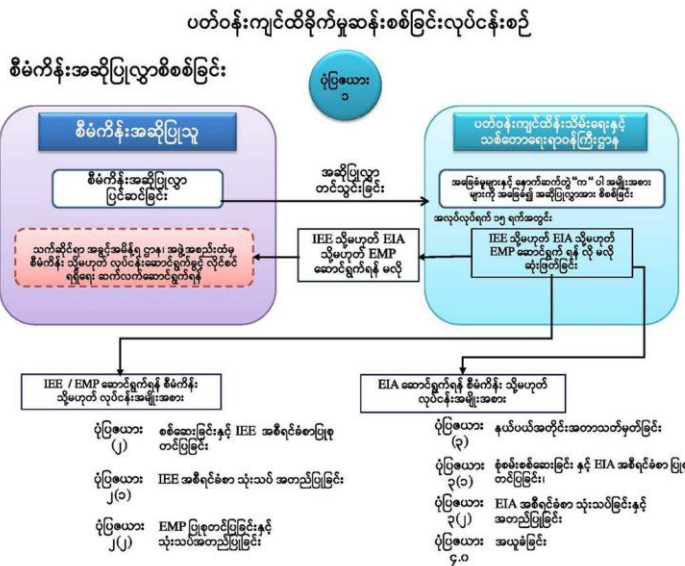 ပတ်ဝန်းကျင်ထိခိုက်မှုဆန်းစစ်ခြင်းလုပ်ငန်းစဉ်
စီမံကိန်းအဆိုပြုလွှာစိစစ်ခြင်း
ပုံပြဇယား
၁
စီမံကိန်းအဆိုပြုသူ
စီမံကိန်းအဆိုပြုလွှာ
ပြင်ဆင်ခြင်း
အဆိုပြုလွှာ
တင်သွင်းခြင်း
ပတ်ဝန်းကျင်ထိန်းသိမ်းရေးနှင့်
သစ်တောရေးရာဝန်ကြီးဌာန
အခြေခံမူများနှင့် နောက်ဆက်တွဲ "က" ပါ အမျိုးအစား
များကို အခြေခံ၍ အဆိုပြုလွှာအား စိစစ်ခြင်း
အလုပ်လုပ်ရက် ၁၅ ရက်အတွင်း
သက်ဆိုင်ရာ အခွင့်အမိန့်ရ ဌာန၊ အဖွဲ့အစည်းထံမှ
စီမံကိန်း သို့မဟုတ် လုပ်ငန်းဆောင်ရွက်ခွင့် လိုင်စင်
ရရှိရေး ဆက်လက်ဆောင်ရွက်ရန်
IEE သို့မဟုတ် EIA
သို့မဟုတ် EMP
ဆောင်ရွက်ရန် မလို
IEE သို့မဟုတ် EIA သို့မဟုတ်
EMP ဆောင်ရွက် ရန် လို မလို
ဆုံးဖြတ်ခြင်း
IEE / EMP ဆောင်ရွက်ရန် စီမံကိန်း
သို့မဟုတ် လုပ်ငန်းအမျိုးအစား
ပုံပြဇယား စစ်ဆေးခြင်းနှင့် IEE အစီရင်ခံစာပြုစု
(၂) တင်ပြခြင်း
ပုံပြဇယား IEE အစီရင်ခံစာ သုံးသပ် အတည်ပြုခြင်း
၂(၁)
ပုံပြဇယား EMP ပြုစုတင်ပြခြင်းနှင့်
၂(၂) သုံးသပ်အတည်ပြုခြင်း
EIA ဆောင်ရွက်ရန် စီမံကိန်း သို့မဟုတ်
လုပ်ငန်းအမျိုးအစား
ပုံပြဇယား နယ်ပယ်အတိုင်းအတာသတ်မှတ်ခြင်း
(၃)
ပုံပြဇယား စုံစမ်းစစ်ဆေးခြင်း နှင့် EIA အစီရင်ခံစာ ပြုစု
၃(၁) တင်ပြခြင်း၊
ပုံပြဇယား EIA အစီရင်ခံစာ သုံးသပ်ခြင်းနှင့်
၃(၂) အတည်ပြုခြင်း
ပုံပြဇယား အယူခံခြင်း
၄.၀